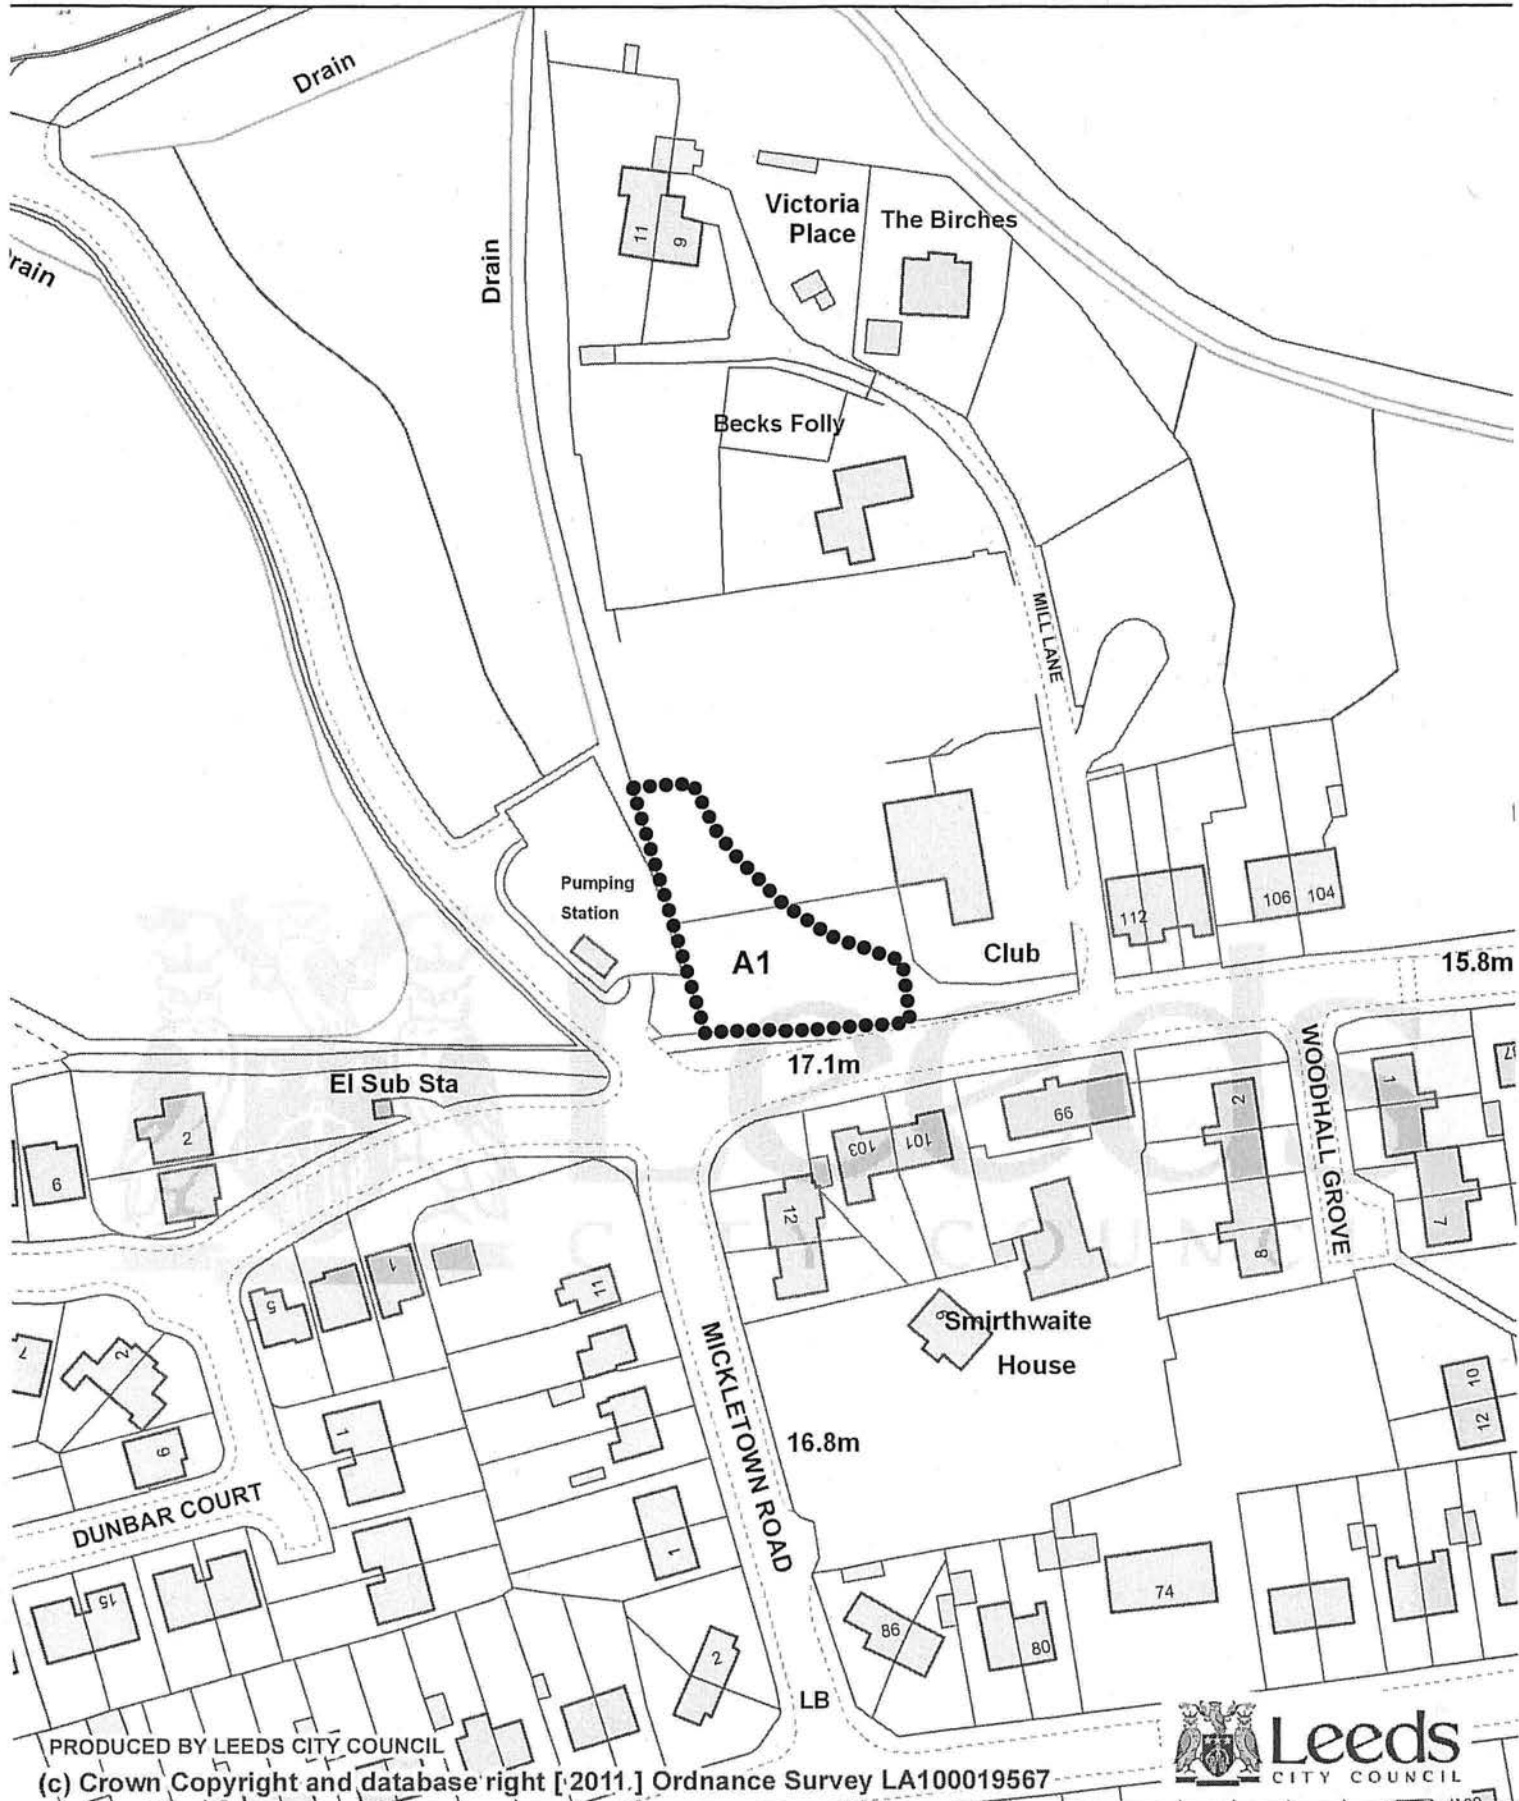 Drain
Drain
rain
Victoria
Place
The Birches
11
9
Becks Folly
MILL LANE
Pumping
Station
A1
Club
112
106
104
15.8m
17.1m
El Sub Sta
WOODHALL GROVE
2
6
103
101
99
2
1
12
8
7
5
1
11
9
Smirthwaite
House
7
2
6
1
MICKLETOWN ROAD
16.8m
10
12
DUNBAR COURT
15
1
2
86
80
74
LB
Leeds
CITY COUNC
PRODUCED BY LEEDS CITY COUNCIL
(c) Crown Copyright and database right [ 2011.] Ordnance Survey LA100019567
Leeds
CITY COUNCIL